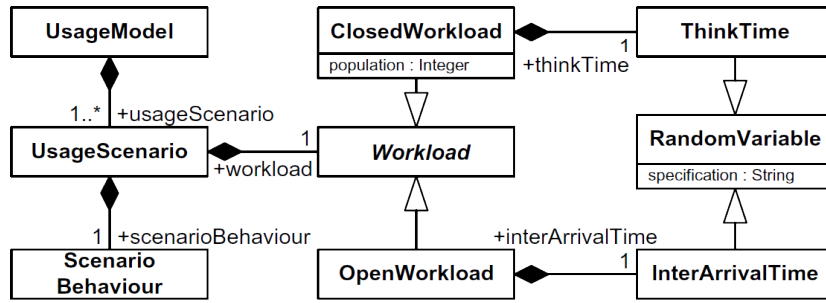 UsageModel
ClosedWorkload
population : Integer
1
+thinkTime
ThinkTime
1..* +usageScenario
UsageScenario
1
+workload
Workload
RandomVariable
specification : String
1 +scenarioBehaviour
Scenario
Behaviour
OpenWorkload
+interArrivalTime
1
InterArrivalTime